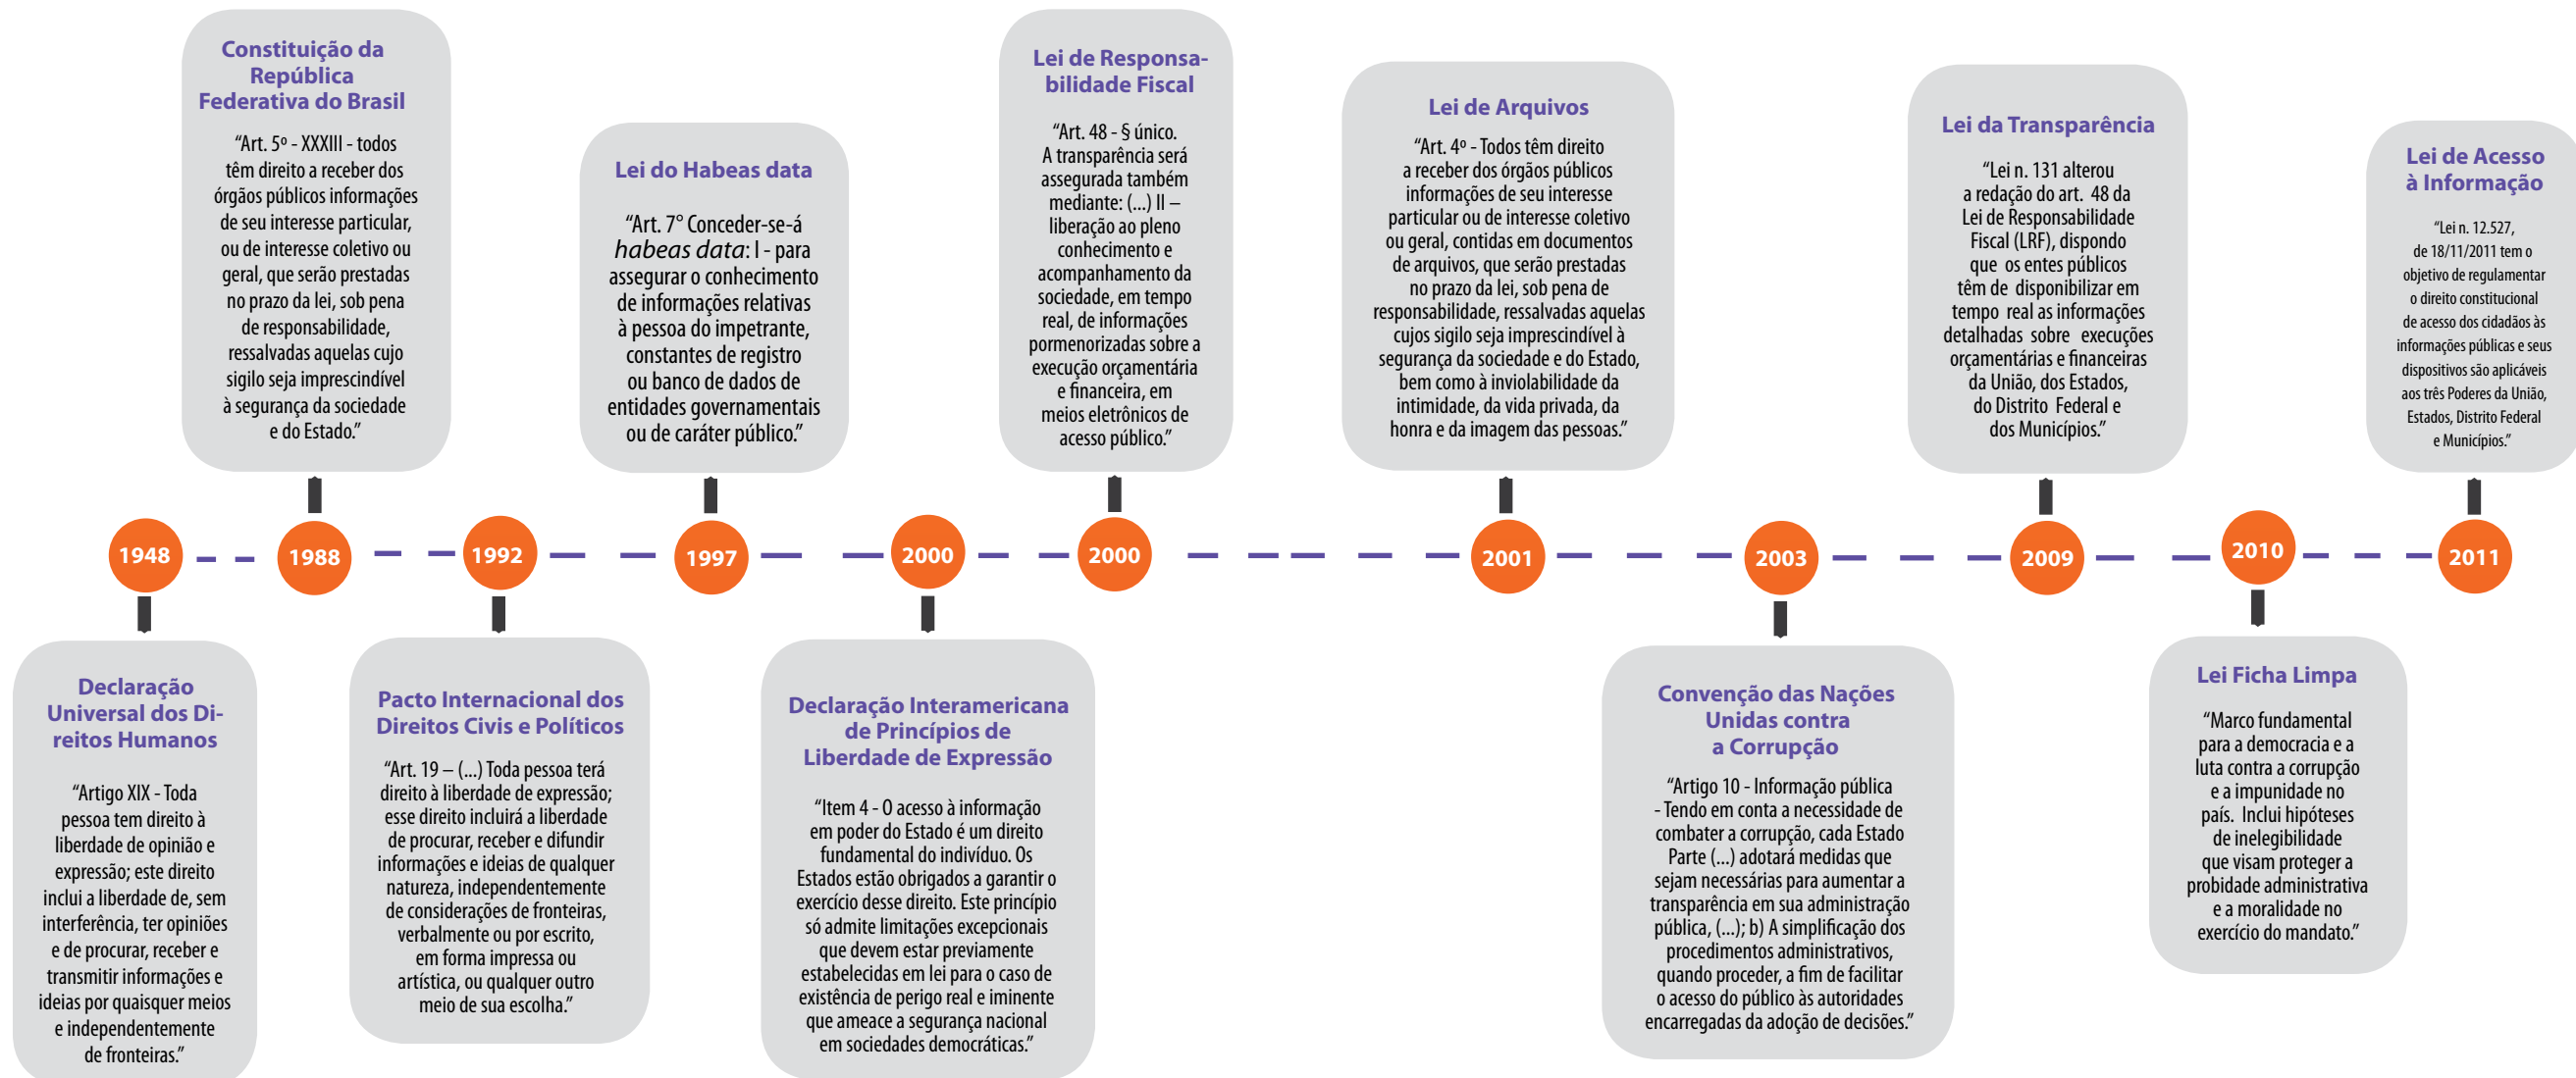 Constituição da
República
Federativa do Brasil
“Art. 5º - XXXIII - todos
têm direito a receber dos
órgãos públicos informações
de seu interesse particular,
ou de interesse coletivo ou
geral, que serão prestadas
no prazo da lei, sob pena
de responsabilidade,
ressalvadas aquelas cujo
sigilo seja imprescindível
à segurança da sociedade
e do Estado.”
Lei do Habeas data
“Art. 7° Conceder-se-á
habeas data: I - para
assegurar o conhecimento
de informações relativas
à pessoa do impetrante,
constantes de registro
ou banco de dados de
entidades governamentais
ou de caráter público.”
Lei de Responsa-
bilidade Fiscal
“Art. 48 - § único.
A transparência será
assegurada também
mediante: (...) II –
liberação ao pleno
conhecimento e
acompanhamento da
sociedade, em tempo
real, de informações
pormenorizadas sobre a
execução orçamentária
e financeira, em
meios eletrônicos de
acesso público.”
Lei de Arquivos
“Art. 4º - Todos têm direito
a receber dos órgãos públicos
informações de seu interesse
particular ou de interesse coletivo
ou geral, contidas em documentos
de arquivos, que serão prestadas
no prazo da lei, sob pena de
responsabilidade, ressalvadas aquelas
cujos sigilo seja imprescindível à
segurança da sociedade e do Estado,
bem como à inviolabilidade da
intimidade, da vida privada, da
honra e da imagem das pessoas.”
Lei da Transparência
“Lei n. 131 alterou
a redação do art. 48 da
Lei de Responsabilidade
Fiscal (LRF), dispondo
que os entes públicos
têm de disponibilizar em
tempo real as informações
detalhadas sobre execuções
orçamentárias e financeiras
da União, dos Estados,
do Distrito Federal e
dos Municípios.”
Lei de Acesso
à Informação
“Lei n. 12.527,
de 18/11/2011 tem o
objetivo de regulamentar
o direito constitucional
de acesso dos cidadãos às
informações públicas e seus
dispositivos são aplicáveis
aos três Poderes da União,
Estados, Distrito Federal
e Municípios.”
1948
1988
1992
1997
2000
2000
2001
2003
2009
2010
2011
Declaração
Universal dos Di-
reitos Humanos
“Artigo XIX - Toda
pessoa tem direito à
liberdade de opinião e
expressão; este direito
inclui a liberdade de, sem
interferência, ter opiniões
e de procurar, receber e
transmitir informações e
ideias por quaisquer meios
e independentemente
de fronteiras.”
Pacto Internacional dos
Direitos Civis e Políticos
“Art. 19 – (...) Toda pessoa terá
direito à liberdade de expressão;
esse direito incluirá a liberdade
de procurar, receber e difundir
informações e ideias de qualquer
natureza, independentemente
de considerações de fronteiras,
verbalmente ou por escrito,
em forma impressa ou
artística, ou qualquer outro
meio de sua escolha.”
Declaração Interamericana
de Princípios de
Liberdade de Expressão
“Item 4 - O acesso à informação
em poder do Estado é um direito
fundamental do indivíduo. Os
Estados estão obrigados a garantir o
exercício desse direito. Este princípio
só admite limitações excepcionais
que devem estar previamente
estabelecidas em lei para o caso de
existência de perigo real e iminente
que ameace a segurança nacional
em sociedades democráticas.”
Convenção das Nações
Unidas contra
a Corrupção
“Artigo 10 - Informação pública
- Tendo em conta a necessidade de
combater a corrupção, cada Estado
Parte (...) adotará medidas que
sejam necessárias para aumentar a
transparência em sua administração
pública, (...); b) A simplificação dos
procedimentos administrativos,
quando proceder, a fim de facilitar
o acesso do público às autoridades
encarregadas da adoção de decisões.”
Lei Ficha Limpa
“Marco fundamental
para a democracia e a
luta contra a corrupção
e a impunidade no
país. Inclui hipóteses
de inelegibilidade
que visam proteger a
probidade administrativa
e a moralidade no
exercício do mandato.”